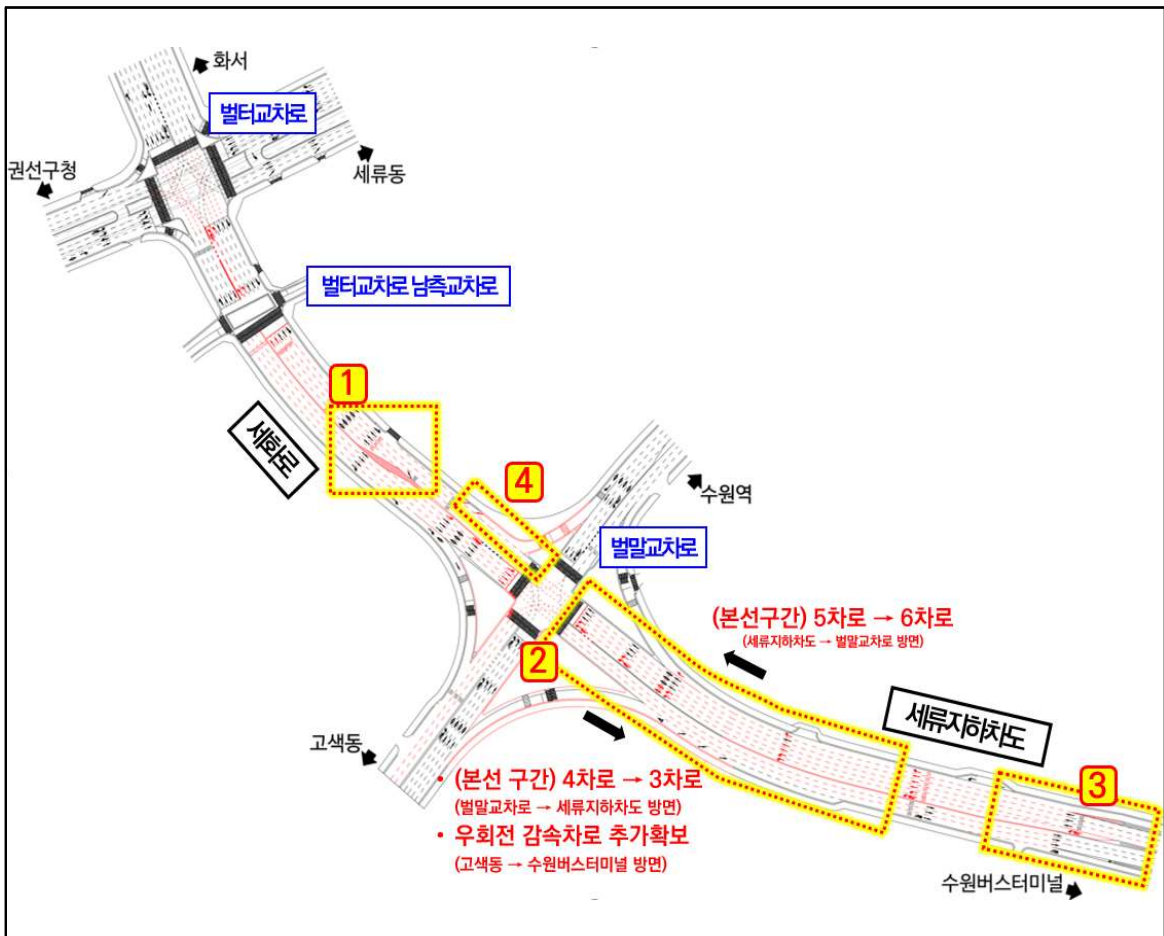 화서
벌터교차로
권선구청
세류동
벌터교차로 남측교차로
1
세화로
4
수원역
벌말교차로
(본선구간) 5차로 → 6차로
(세류지하차도 → 벌말교차로 방면)
2
세류지하차도
고색동
3
• (본선 구간) 4차로 → 3차로
(벌말교차로 → 세류지하차도 방면)
• 우회전 감속차로 추가확보
(고색동 → 수원버스터미널 방면)
수원버스터미널